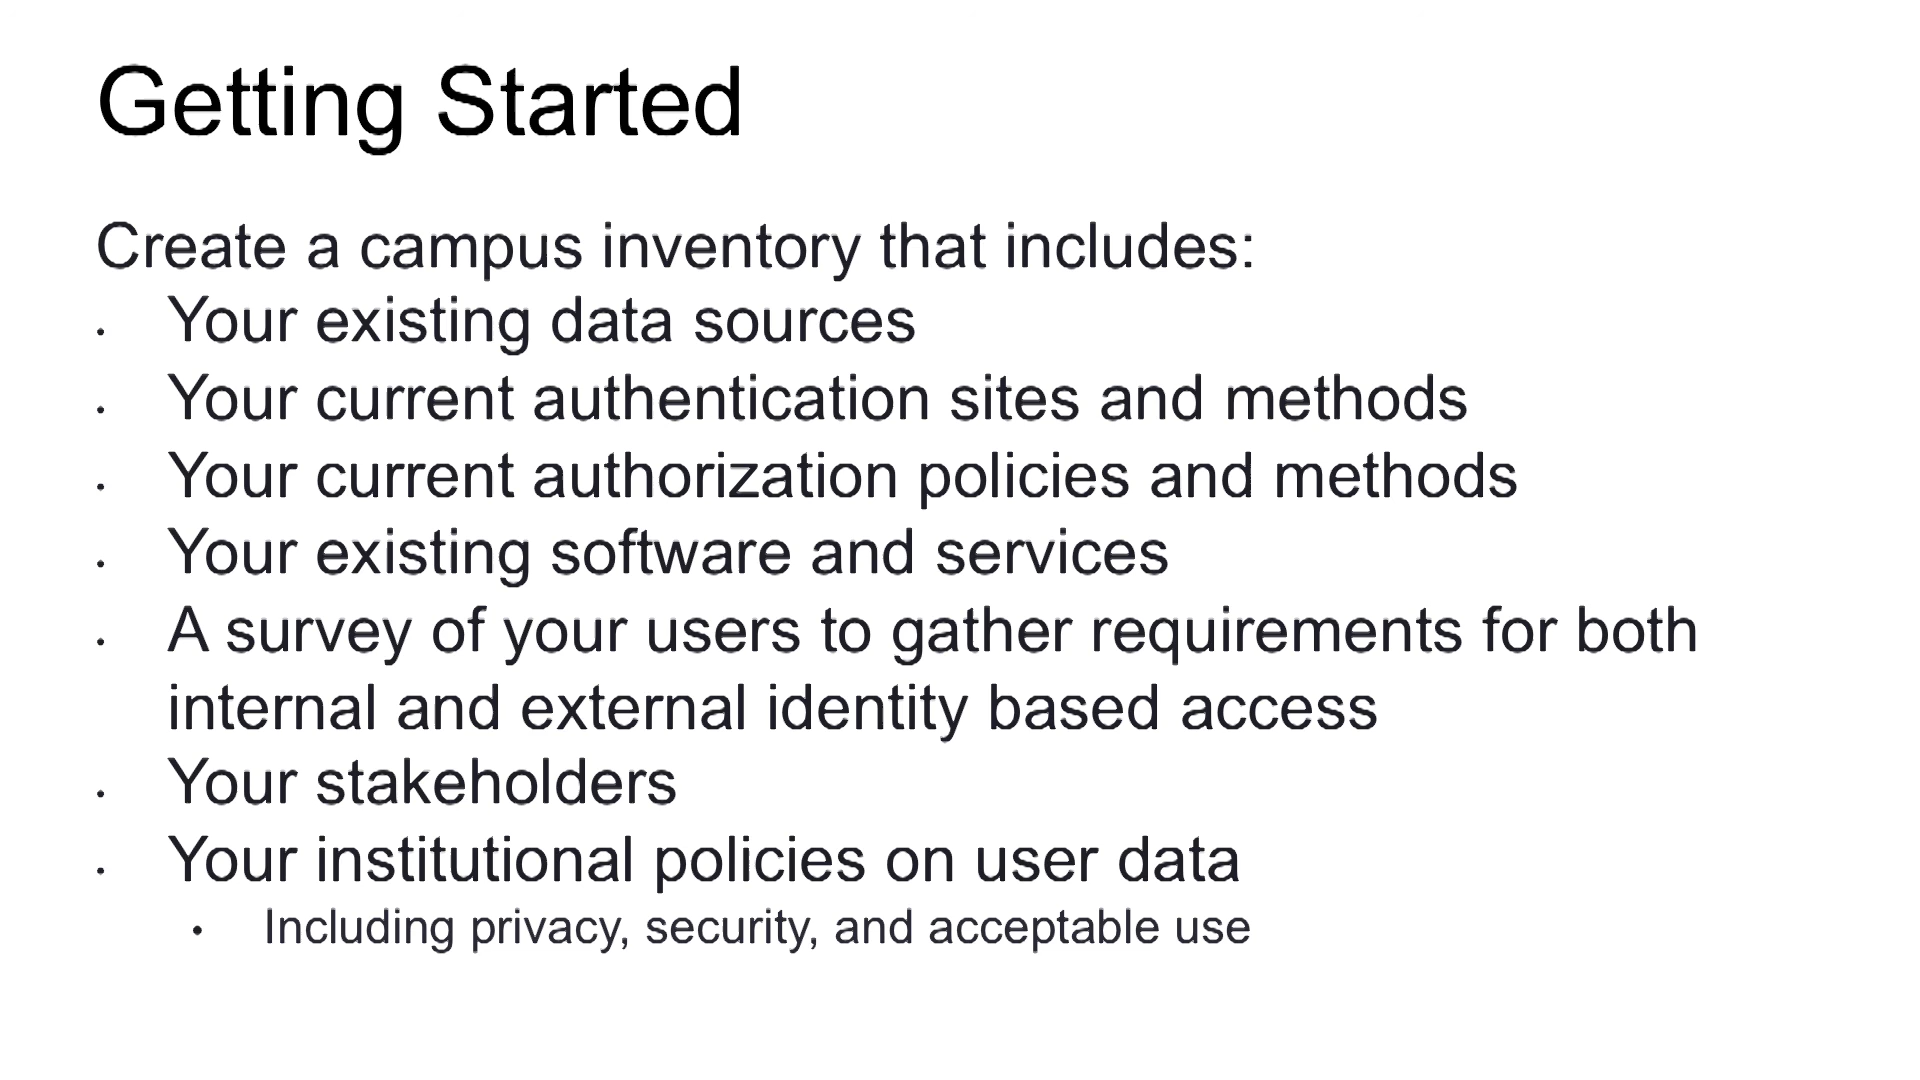 Getting Started
Create a campus inventory that includes:
• Your existing data sources
• Your current authentication sites and methods
• Your current authorization policies and methods
• Your existing software and services
• A survey of your users to gather requirements for both
internal and external identity based access
• Your stakeholders
• Your institutional policies on user data
• Including privacy, security, and acceptable use